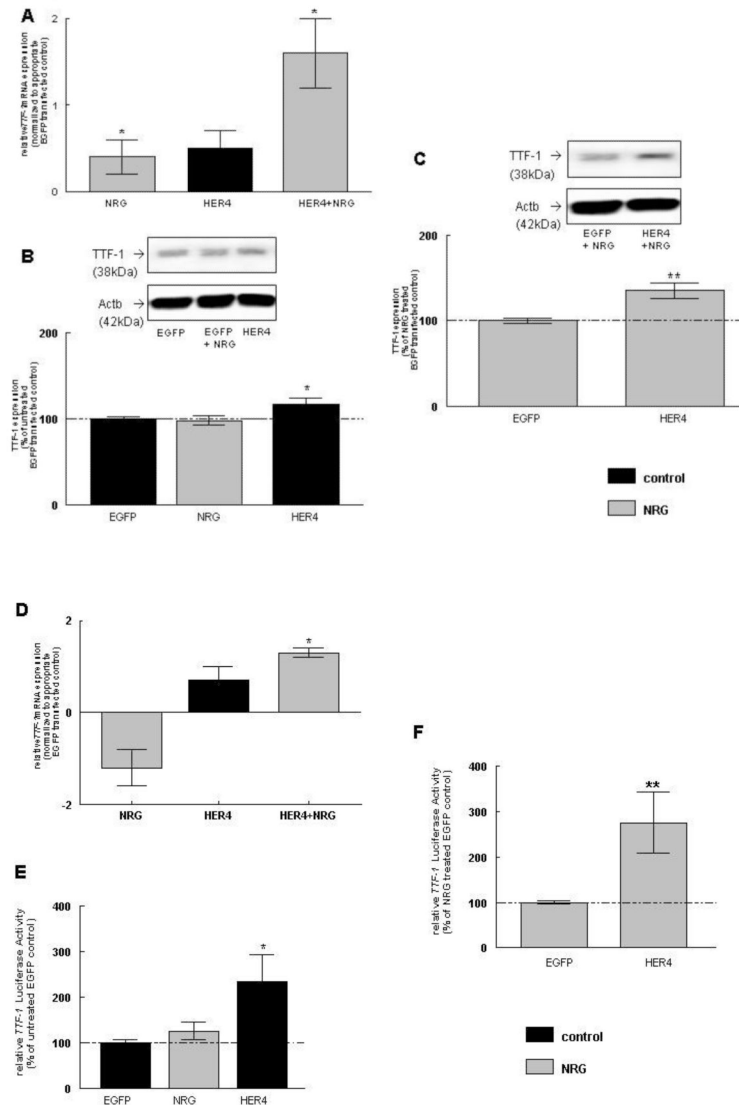 A
relative TTF-1 mRNA expression
(normalized to appropriate
EGFP transfected control)
2
1
0
*
*
NRG
HER4
HER4+NRG
B
TTF-1 →
(38kDa)
Actb →
(42kDa)
EGFP
EGFP
+ NRG
HER4
TTF-1 expression
(% of untreated
EGFP transfected control)
200
100
0
*
EGFP
NRG
HER4
C
TTF-1 →
(38kDa)
Actb →
(42kDa)
EGFP
+ NRG
HER4
+NRG
TTF-1 expression
(% of NRG treated
EGFP transfected control)
200
100
0
**
EGFP
HER4
control
NRG
D
relative TTF-1 mRNA expression
(normalized to appropriate
EGFP transfected control)
2
0
-2
*
NRG
HER4
HER4+NRG
E
relative TTF-1 Luciferase Activity
(% of untreated EGFP control)
400
300
200
100
0
*
EGFP
NRG
HER4
F
relative TTF-1 Luciferase Activity
(% of NRG treated EGFP control)
400
300
200
100
0
**
EGFP
HER4
control
NRG